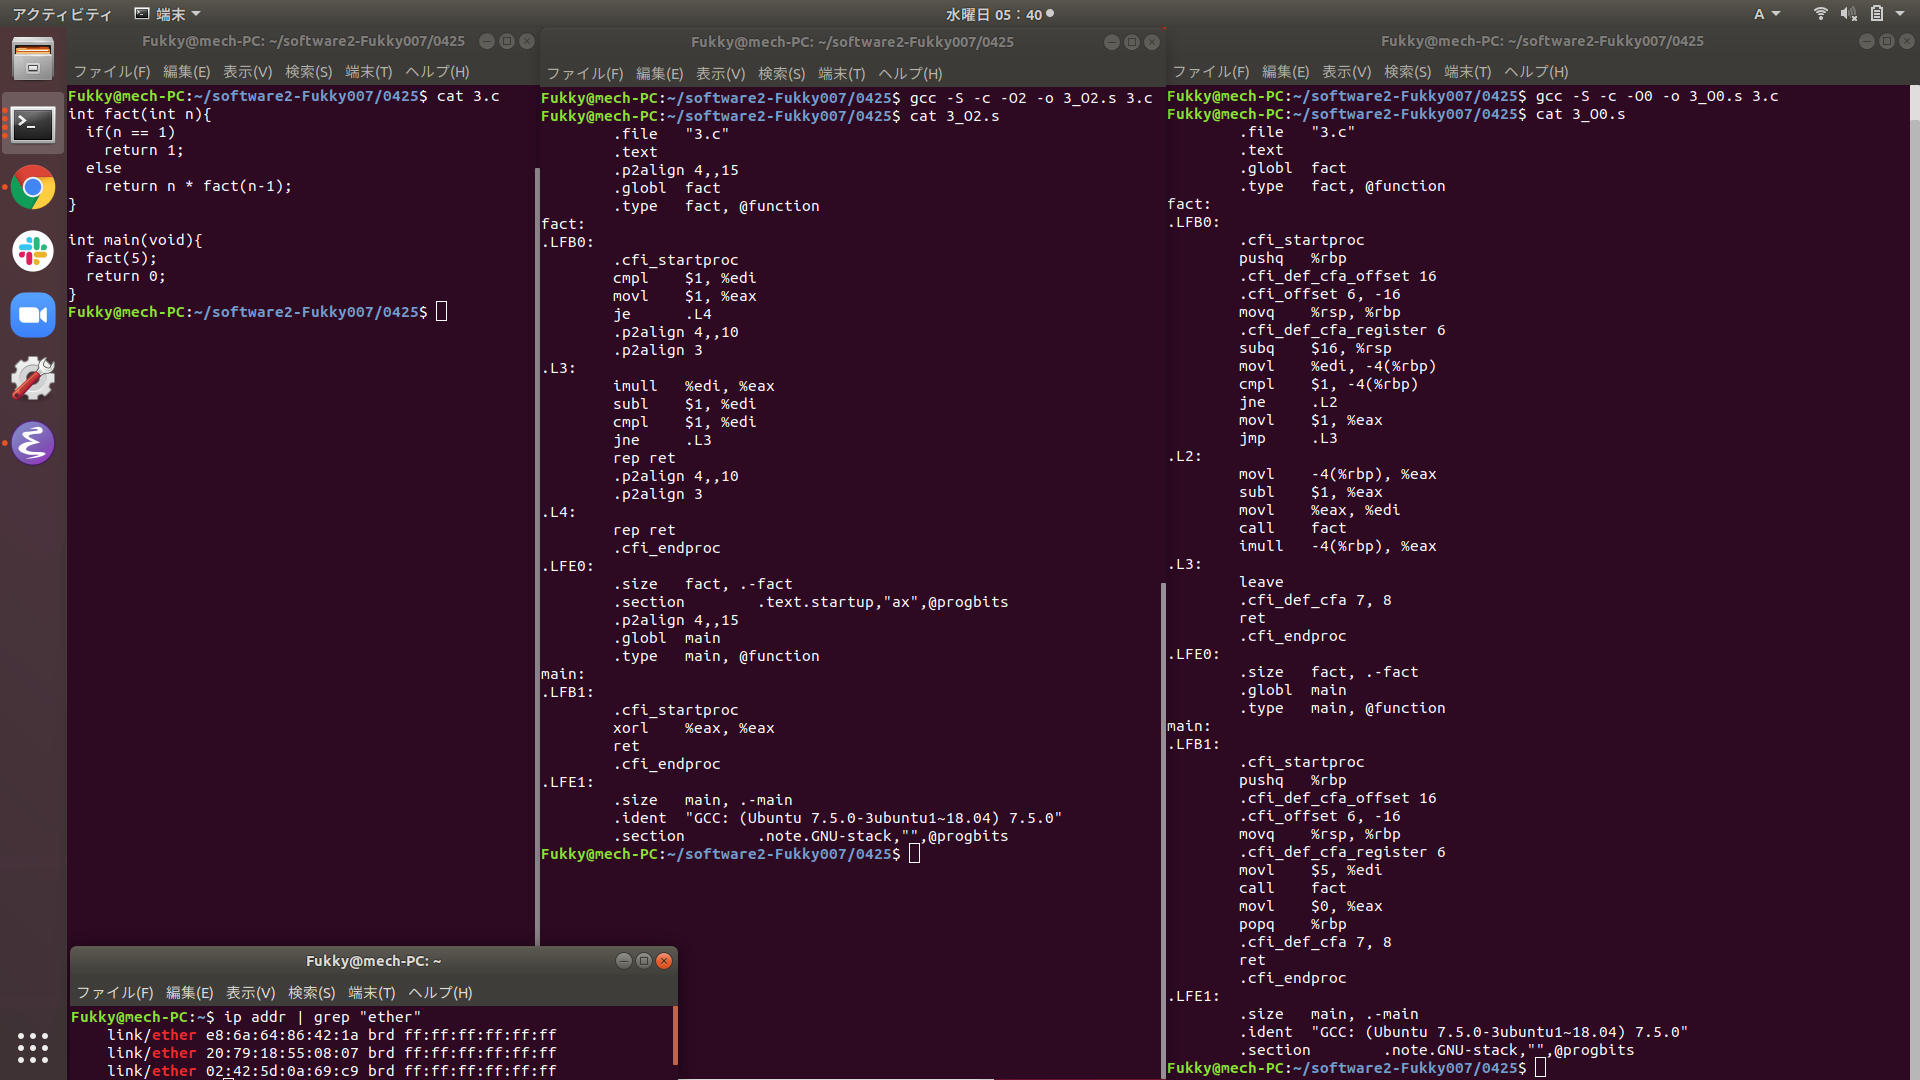 アクティビティ
端末
水曜日 05：40
A
Fukky@mech-PC: ~/software2-Fukky007/0425
ファイル(F) 編集(E) 表示(V) 検索(S) 端末(T) ヘルプ(H)
Fukky@mech-PC:~/software2-Fukky007/0425$ cat 3.c
int fact(int n){
  if(n == 1)
    return 1;
  else
    return n * fact(n-1);
}
int main(void){
  fact(5);
  return 0;
}
Fukky@mech-PC:~/software2-Fukky007/0425$
Fukky@mech-PC: ~/software2-Fukky007/0425
ファイル(F) 編集(E) 表示(V) 検索(S) 端末(T) ヘルプ(H)
Fukky@mech-PC:~/software2-Fukky007/0425$ gcc -S -c -O2 -o 3_O2.s 3.c
Fukky@mech-PC:~/software2-Fukky007/0425$ cat 3_O2.s
        .file   "3.c"
        .text
        .p2align 4,,15
        .globl  fact
        .type   fact, @function
fact:
.LFB0:
        .cfi_startproc
        cmpl    $1, %edi
        movl    $1, %eax
        je      .L4
        .p2align 4,,10
        .p2align 3
.L3:
        imull   %edi, %eax
        subl    $1, %edi
        cmpl    $1, %edi
        jne     .L3
        rep ret
        .p2align 4,,10
        .p2align 3
.L4:
        rep ret
        .cfi_endproc
.LFE0:
        .size   fact, .-fact
        .section        .text.startup,"ax",@progbits
        .p2align 4,,15
        .globl  main
        .type   main, @function
main:
.LFB1:
        .cfi_startproc
        xorl    %eax, %eax
        ret
        .cfi_endproc
.LFE1:
        .size   main, .-main
        .ident  "GCC: (Ubuntu 7.5.0-3ubuntu1~18.04) 7.5.0"
        .section        .note.GNU-stack,"",@progbits
Fukky@mech-PC:~/software2-Fukky007/0425$
Fukky@mech-PC: ~/software2-Fukky007/0425
ファイル(F) 編集(E) 表示(V) 検索(S) 端末(T) ヘルプ(H)
Fukky@mech-PC:~/software2-Fukky007/0425$ gcc -S -c -O0 -o 3_O0.s 3.c
Fukky@mech-PC:~/software2-Fukky007/0425$ cat 3_O0.s
        .file   "3.c"
        .text
        .globl  fact
        .type   fact, @function
fact:
.LFB0:
        .cfi_startproc
        pushq   %rbp
        .cfi_def_cfa_offset 16
        .cfi_offset 6, -16
        movq    %rsp, %rbp
        .cfi_def_cfa_register 6
        subq    $16, %rsp
        movl    %edi, -4(%rbp)
        cmpl    $1, -4(%rbp)
        jne     .L2
        movl    $1, %eax
        jmp     .L3
.L2:
        movl    -4(%rbp), %eax
        subl    $1, %eax
        movl    %eax, %edi
        call    fact
        imull   -4(%rbp), %eax
.L3:
        leave
        .cfi_def_cfa 7, 8
        ret
        .cfi_endproc
.LFE0:
        .size   fact, .-fact
        .globl  main
        .type   main, @function
main:
.LFB1:
        .cfi_startproc
        pushq   %rbp
        .cfi_def_cfa_offset 16
        .cfi_offset 6, -16
        movq    %rsp, %rbp
        .cfi_def_cfa_register 6
        movl    $5, %edi
        call    fact
        movl    $0, %eax
        popq    %rbp
        .cfi_def_cfa 7, 8
        ret
        .cfi_endproc
.LFE1:
        .size   main, .-main
        .ident  "GCC: (Ubuntu 7.5.0-3ubuntu1~18.04) 7.5.0"
        .section        .note.GNU-stack,"",@progbits
Fukky@mech-PC:~/software2-Fukky007/0425$
Fukky@mech-PC: ~
ファイル(F) 編集(E) 表示(V) 検索(S) 端末(T) ヘルプ(H)
Fukky@mech-PC:~$ ip addr | grep "ether"
    link/ether e8:6a:64:86:42:1a brd ff:ff:ff:ff:ff:ff
    link/ether 20:79:18:55:08:07 brd ff:ff:ff:ff:ff:ff
    link/ether 02:42:5d:0a:69:c9 brd ff:ff:ff:ff:ff:ff